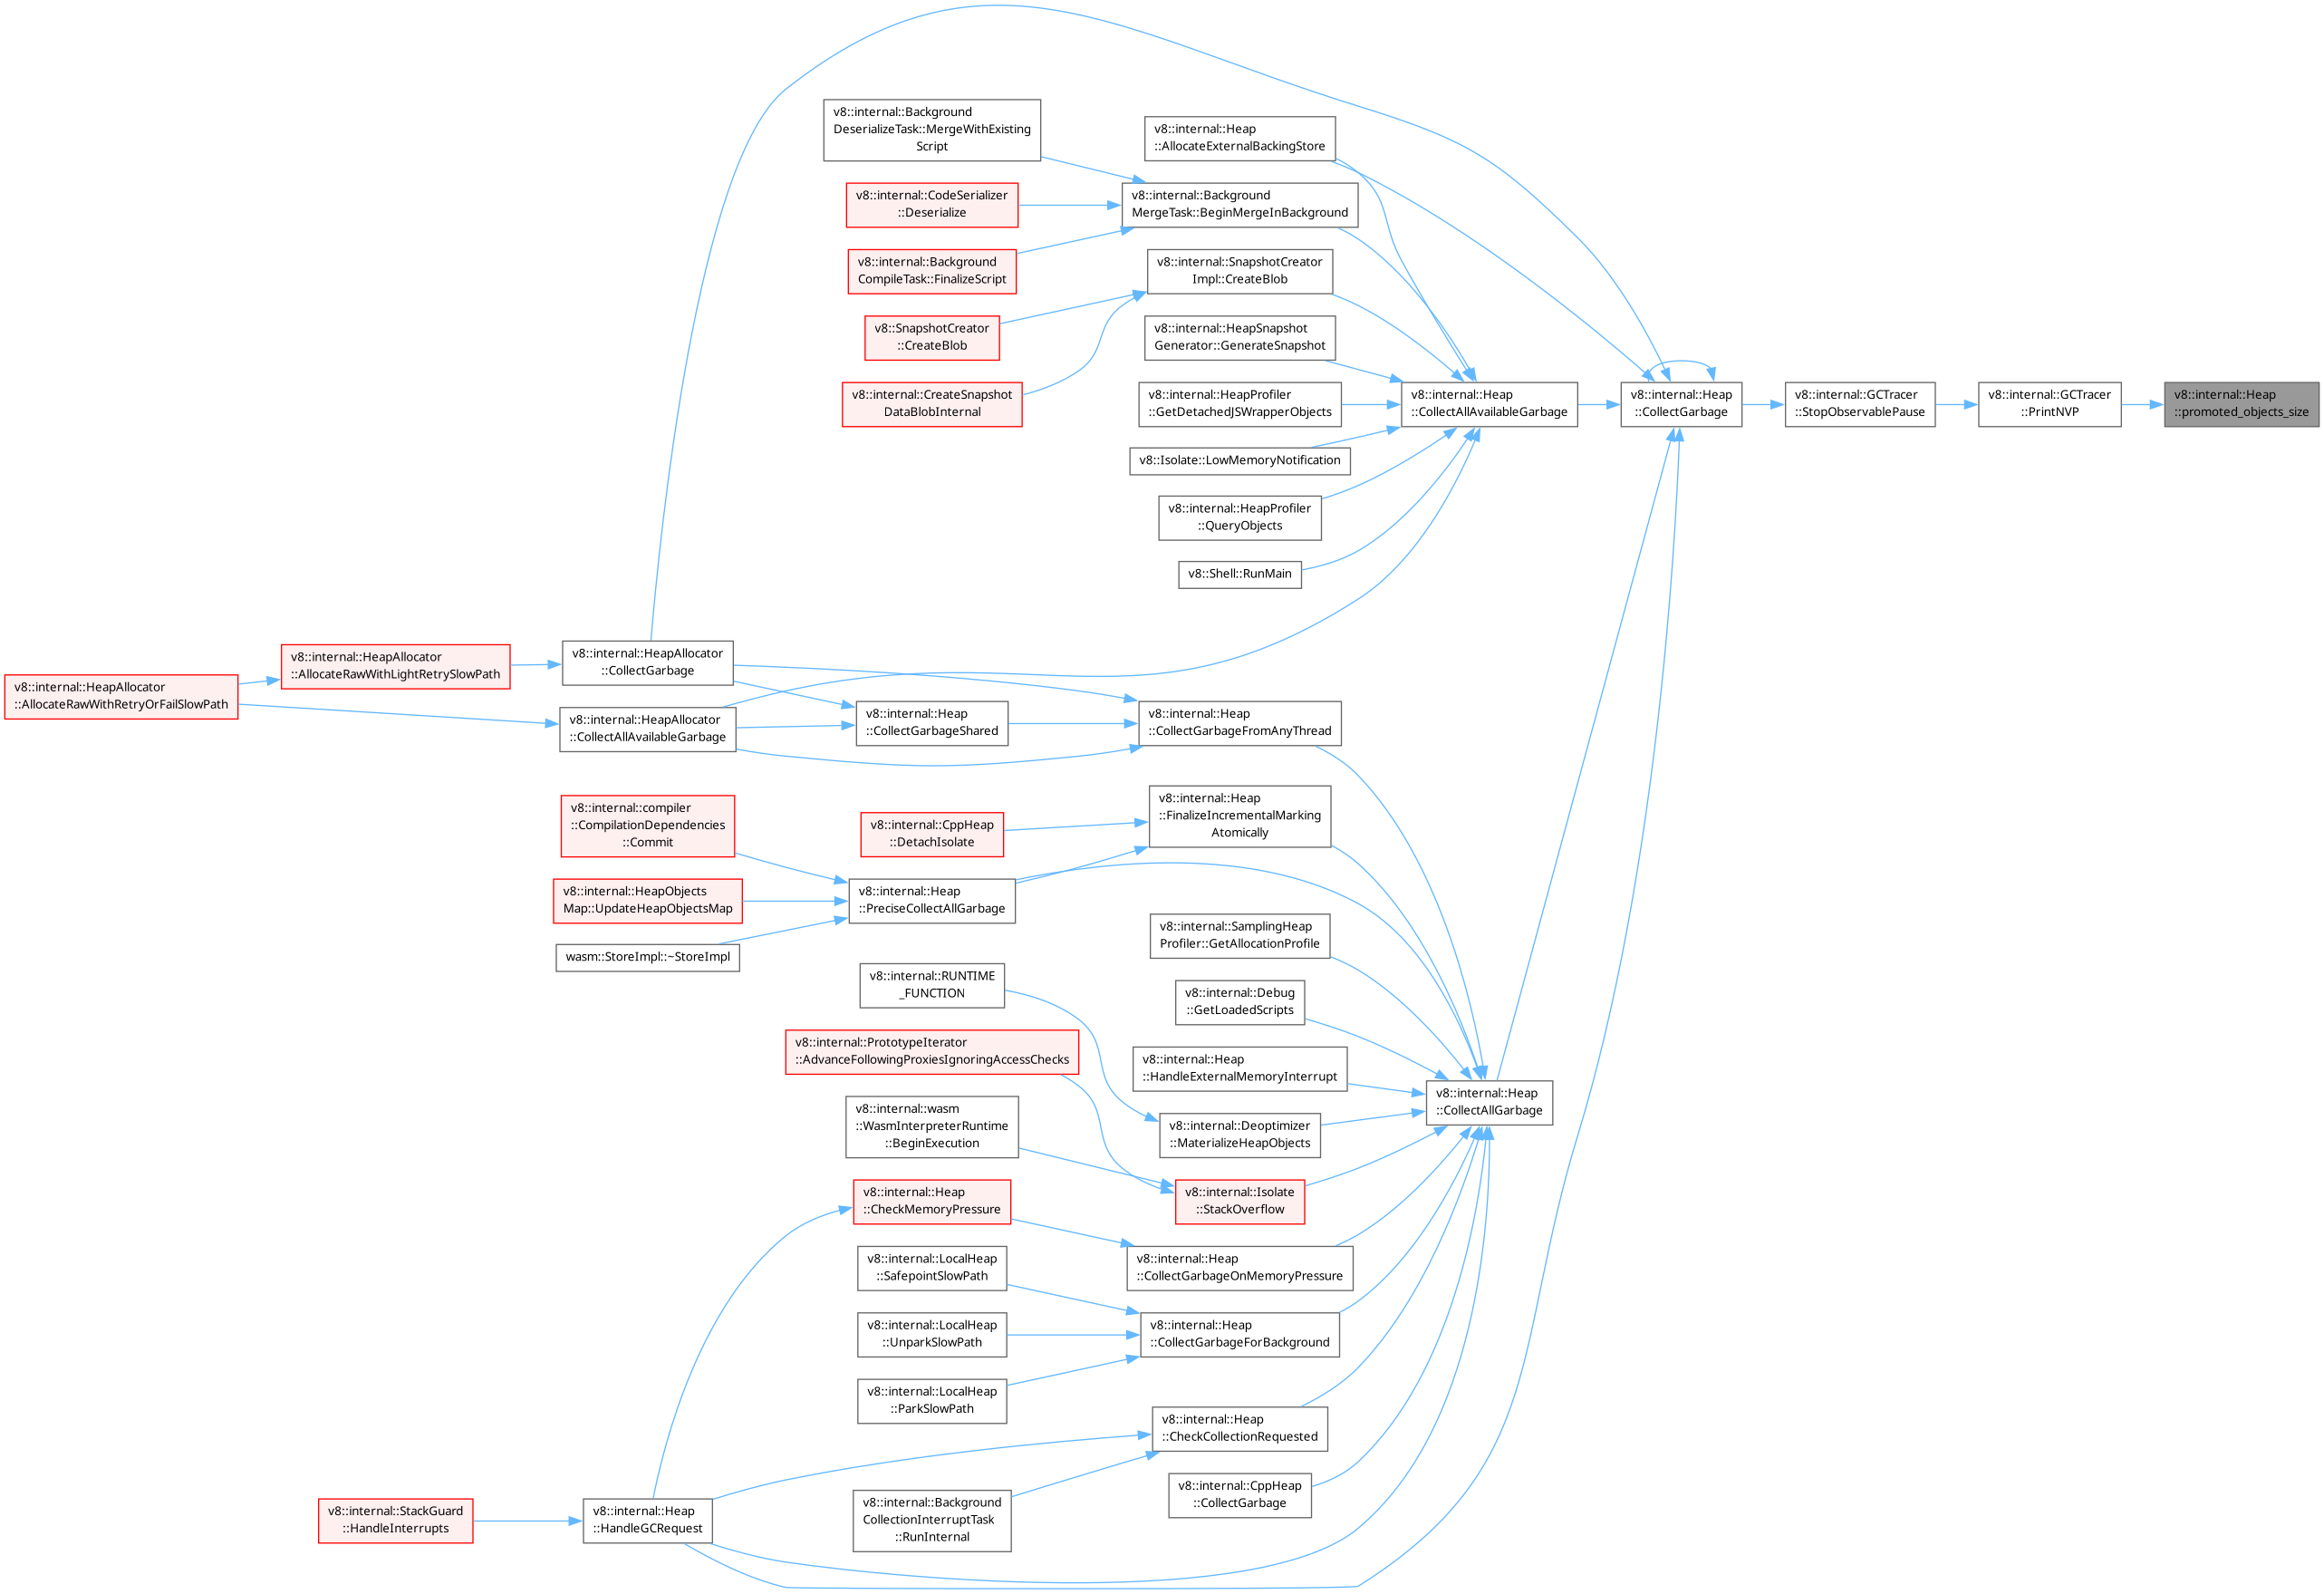 v8::internal::Background
DeserializeTask::MergeWithExisting
Script
v8::internal::Heap
::AllocateExternalBackingStore
v8::internal::CodeSerializer
::Deserialize
v8::internal::Background
MergeTask::BeginMergeInBackground
v8::internal::Background
CompileTask::FinalizeScript
v8::internal::SnapshotCreator
Impl::CreateBlob
v8::SnapshotCreator
::CreateBlob
v8::internal::HeapSnapshot
Generator::GenerateSnapshot
v8::internal::CreateSnapshot
DataBlobInternal
v8::internal::HeapProfiler
::GetDetachedJSWrapperObjects
v8::internal::Heap
::CollectAllAvailableGarbage
v8::internal::Heap
::CollectGarbage
v8::internal::GCTracer
::StopObservablePause
v8::internal::GCTracer
::PrintNVP
v8::internal::Heap
::promoted_objects_size
v8::Isolate::LowMemoryNotification
v8::internal::HeapProfiler
::QueryObjects
v8::Shell::RunMain
v8::internal::HeapAllocator
::AllocateRawWithRetryOrFailSlowPath
v8::internal::HeapAllocator
::AllocateRawWithLightRetrySlowPath
v8::internal::HeapAllocator
::CollectGarbage
v8::internal::HeapAllocator
::CollectAllAvailableGarbage
v8::internal::Heap
::CollectGarbageShared
v8::internal::Heap
::CollectGarbageFromAnyThread
v8::internal::compiler
::CompilationDependencies
::Commit
v8::internal::CppHeap
::DetachIsolate
v8::internal::Heap
::FinalizeIncrementalMarking
Atomically
v8::internal::HeapObjects
Map::UpdateHeapObjectsMap
v8::internal::Heap
::PreciseCollectAllGarbage
wasm::StoreImpl::~StoreImpl
v8::internal::SamplingHeap
Profiler::GetAllocationProfile
v8::internal::RUNTIME
_FUNCTION
v8::internal::Debug
::GetLoadedScripts
v8::internal::PrototypeIterator
::AdvanceFollowingProxiesIgnoringAccessChecks
v8::internal::Heap
::HandleExternalMemoryInterrupt
v8::internal::Heap
::CollectAllGarbage
v8::internal::wasm
::WasmInterpreterRuntime
::BeginExecution
v8::internal::Deoptimizer
::MaterializeHeapObjects
v8::internal::Heap
::CheckMemoryPressure
v8::internal::Isolate
::StackOverflow
v8::internal::LocalHeap
::SafepointSlowPath
v8::internal::Heap
::CollectGarbageOnMemoryPressure
v8::internal::LocalHeap
::UnparkSlowPath
v8::internal::Heap
::CollectGarbageForBackground
v8::internal::LocalHeap
::ParkSlowPath
v8::internal::Heap
::CheckCollectionRequested
v8::internal::CppHeap
::CollectGarbage
v8::internal::StackGuard
::HandleInterrupts
v8::internal::Heap
::HandleGCRequest
v8::internal::Background
CollectionInterruptTask
::RunInternal